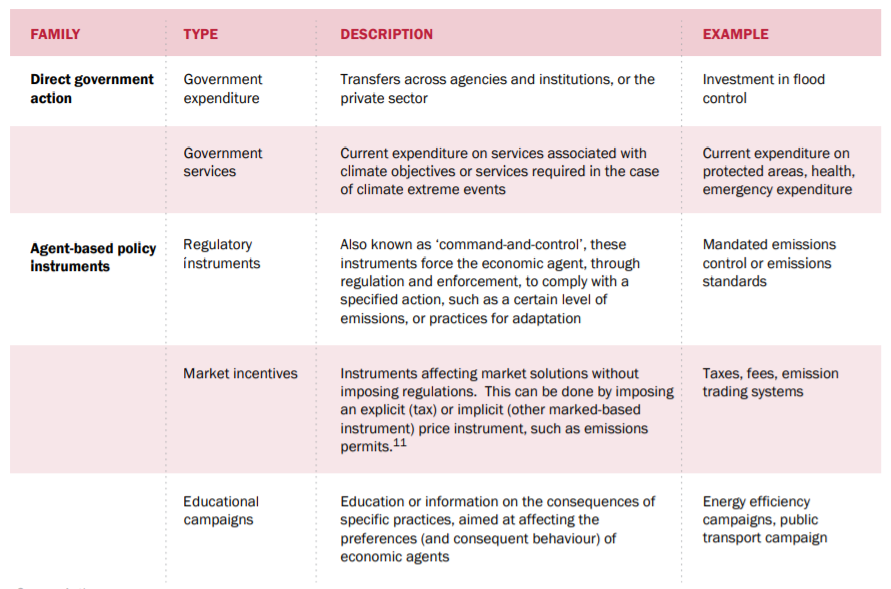 FAMILY TYPE DESCRIPTION EXAMPLE
Direct government
action
Government
expenditure
Transfers across agencies and institutions, or the
private sector
Investment in flood
control
Government
services
Current expenditure on services associated with
climate objectives or services required in the case
of climate extreme events
Current expenditure on
protected areas, health,
emergency expenditure
Agent-based policy
instruments
Regulatory
instruments
Also known as ‘command-and-control’, these
instruments force the economic agent, through
regulation and enforcement, to comply with a
specified action, such as a certain level of
emissions, or practices for adaptation
Mandated emissions
control or emissions
standards
Market incentives
Instruments affecting market solutions without
imposing regulations. This can be done by imposing
an explicit (tax) or implicit (other marked-based
instrument) price instrument, such as emissions
permits.11
Taxes, fees, emission
trading systems
Educational
campaigns
Education or information on the consequences of
specific practices, aimed at affecting the
preferences (and consequent behaviour) of
economic agents
Energy efficiency
campaigns, public
transport campaign